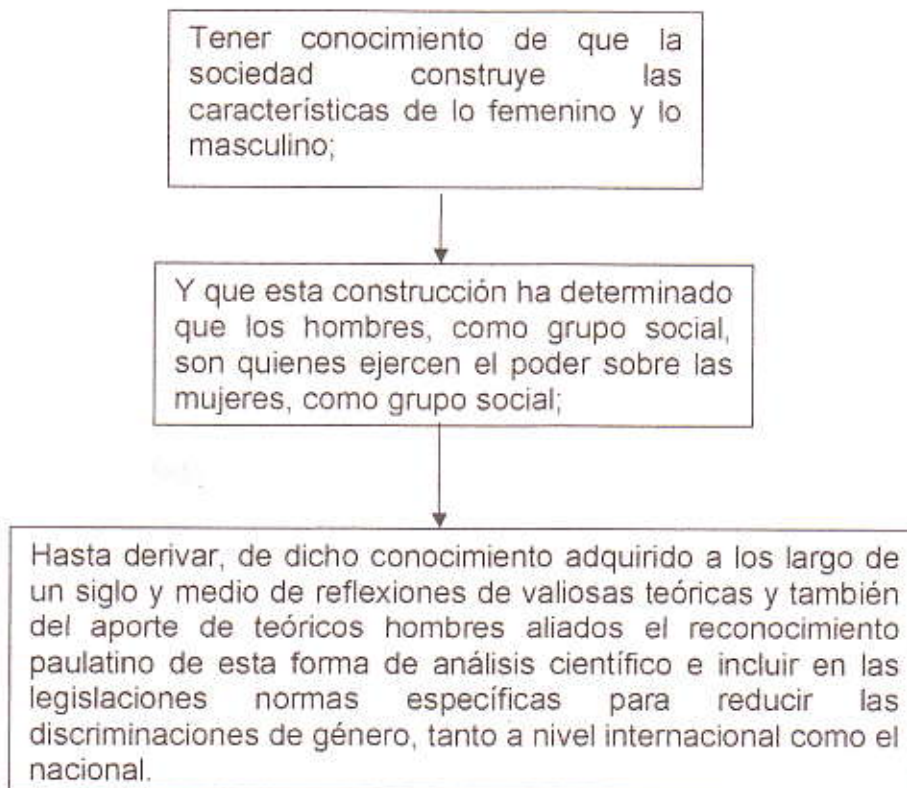 Tener conocimiento de que la
sociedad construye las
características de lo femenino y lo
masculino;
Y que esta construcción ha determinado
que los hombres, como grupo social,
son quienes ejercen el poder sobre las
mujeres, como grupo social;
Hasta derivar, de dicho conocimiento adquirido a los largo de
un siglo y medio de reflexiones de valiosas teóricas y también
del aporte de teóricos hombres aliados el reconocimiento
paulatino de esta forma de análisis científico e incluir en las
legislaciones normas específicas para reducir las
discriminaciones de género, tanto a nivel internacional como el
nacional.